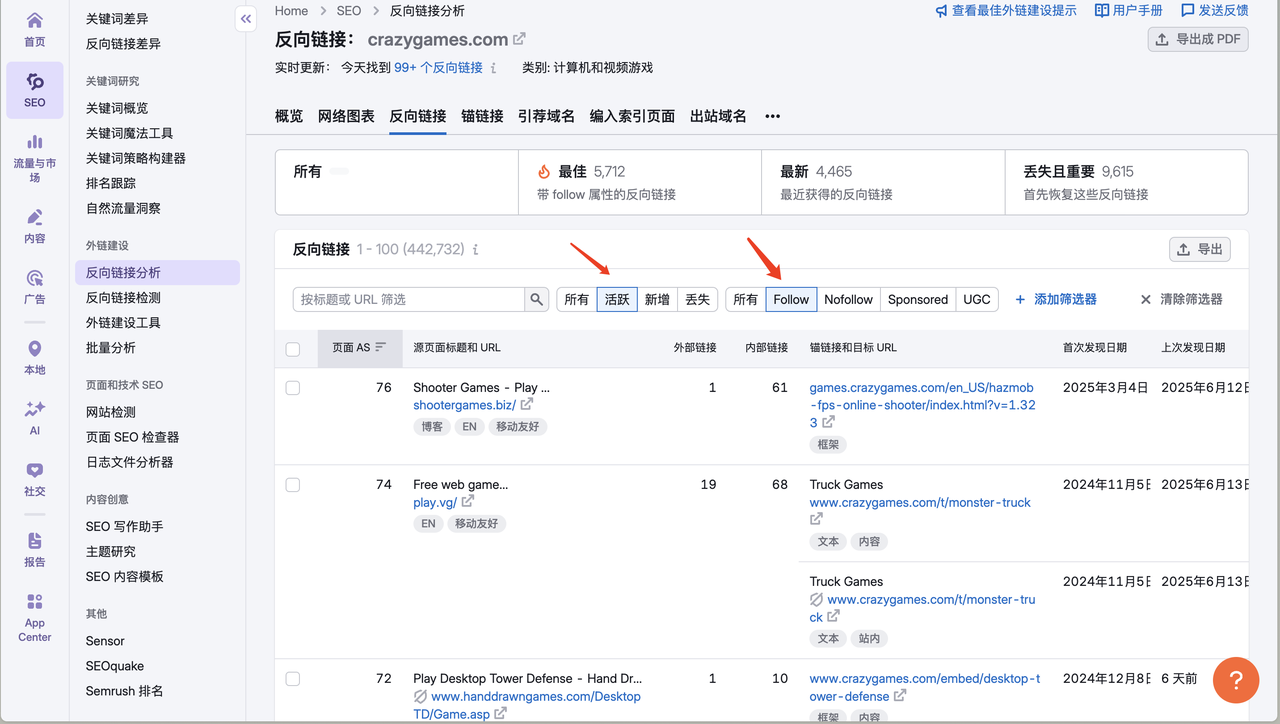 Home > SEO > 反向链接分析
查看最佳外链建设提示 用户手册 发送反馈
反向链接： crazygames.com
导出成 PDF
实时更新： 今天找到 99+ 个反向链接 i 类别: 计算机和视频游戏
概览 网络图表 反向链接 锚链接 引荐域名 编入索引页面 出站域名 •••
首页
SEO
流量与市
场
内容
广告
本地
AI
社交
报告
App
Center
关键词差异
反向链接差异
关键词研究
关键词概览
关键词魔法工具
关键词策略构建器
排名跟踪
自然流量洞察
外链建设
反向链接分析
反向链接检测
外链建设工具
批量分析
页面和技术 SEO
网站检测
页面 SEO 检查器
日志文件分析器
内容创意
SEO 写作助手
主题研究
SEO 内容模板
其他
Sensor
SEOquake
Semrush 排名
所有
最佳 5,712
带 follow 属性的反向链接
最新 4,465
最近获得的反向链接
丢失且重要 9,615
首先恢复这些反向链接
反向链接 1 - 100 (442,732) i
导出
按标题或 URL 筛选
所有 活跃 新增 丢失
所有 Follow Nofollow Sponsored UGC
+ 添加筛选器
× 清除筛选器
页面 AS 源页面标题和 URL 外部链接 内部链接 锚链接和目标 URL 首次发现日期 上次发现日期
76
Shooter Games - Play ...
shootergames.biz/
博客 EN 移动友好
1 61
games.crazygames.com/en_US/hazmob
-fps-online-shooter/index.html?v=1.32
3
框架
2025年3月4日 2025年6月12日
74
Free web game...
play.vg/
EN 移动友好
19 68
Truck Games
www.crazygames.com/t/monster-truck
文本 内容
2024年11月5日 2025年6月13日
Truck Games
www.crazygames.com/t/monster-tru
ck
文本 站内
2024年11月5日 2025年6月13日
72
Play Desktop Tower Defense - Hand Dr...
www.handdrawngames.com/Desktop
TD/Game.asp
1 10
www.crazygames.com/embed/desktop-t
ower-defense
框架 内容
2024年12月8日 6 天前
?